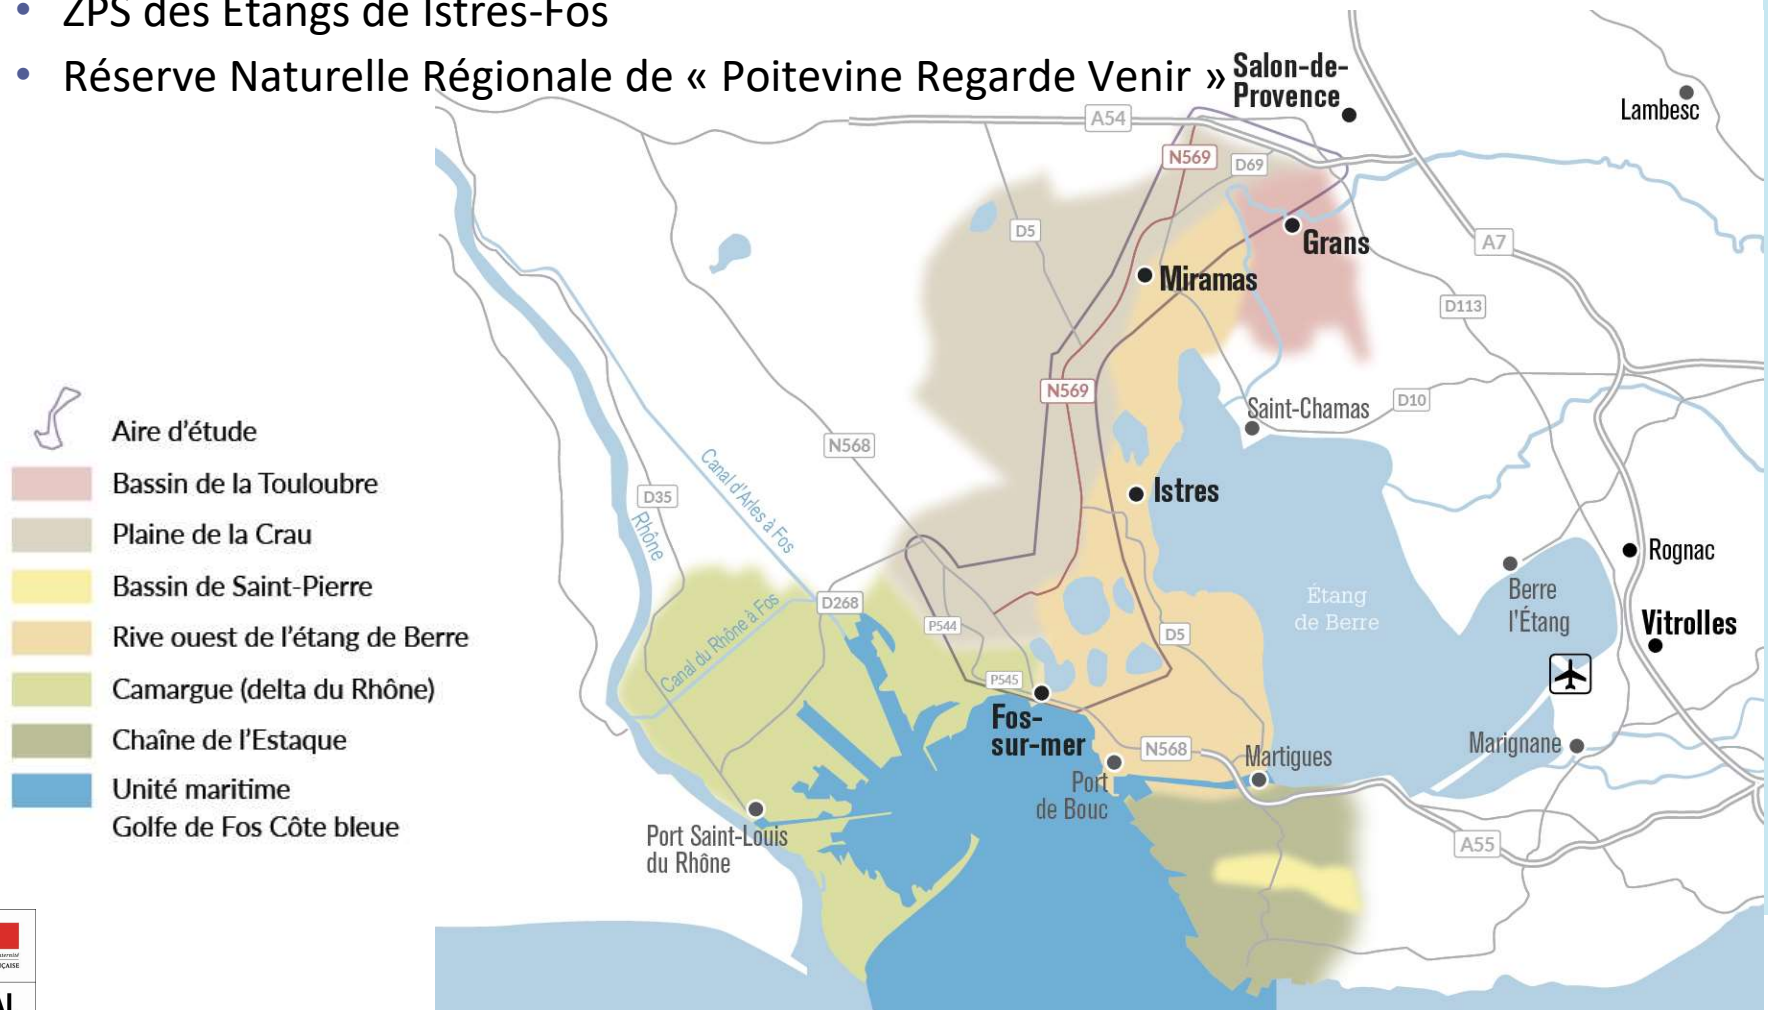 ZPS des Etangs de Istres-Fos
Réserve Naturelle Régionale de « Poitevine Regarde Venir »
Salon-de-
Provence
Lambesc
A54
N569
D69
D5
Grans
A7
Miramas
D113
N569
Saint-Chamas
D10
Aire d'étude
N568
Bassin de la Touloubre
Canal d'Arles à Fos
D35
Istres
Rhône
Plaine de la Crau
Rognac
Bassin de Saint-Pierre
Berre
l'Étang
Étang
de Berre
D268
Canal du Rhône à Fos
P544
D5
Vitrolles
Rive ouest de l'étang de Berre
P545
Camargue (delta du Rhône)
Fos-
sur-mer
N568
Martigues
Marignane
Chaîne de l'Estaque
Port
de Bouc
Unité maritime
Golfe de Fos Côte bleue
Port Saint-Louis
du Rhône
A55